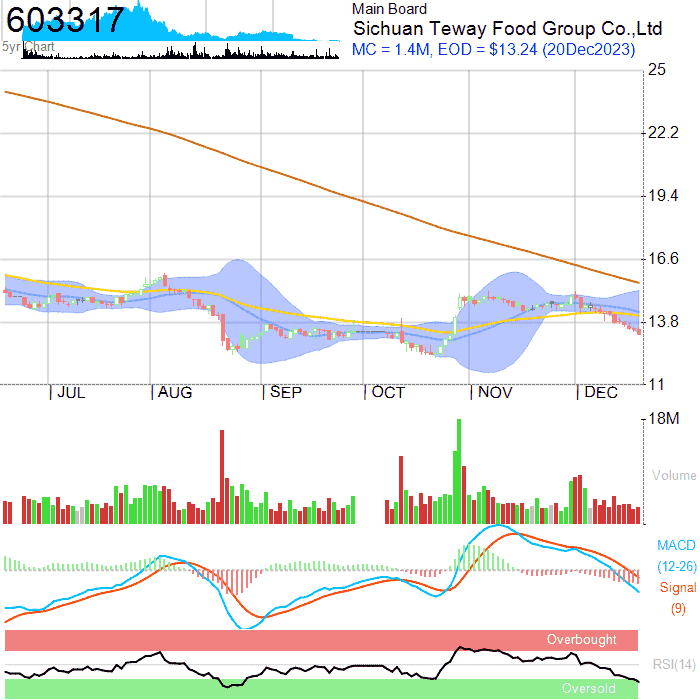 603317
5yr Chart
Main Board
Sichuan Teway Food Group Co.,Ltd
MC = 1.4M, EOD = $13.24 (20Dec2023)
25
22.2
19.4
16.6
13.8
11
JUL AUG SEP OCT NOV DEC
18M
Volume
MACD
(12-26)
Signal
(9)
Overbought
RSI(14)
Oversold